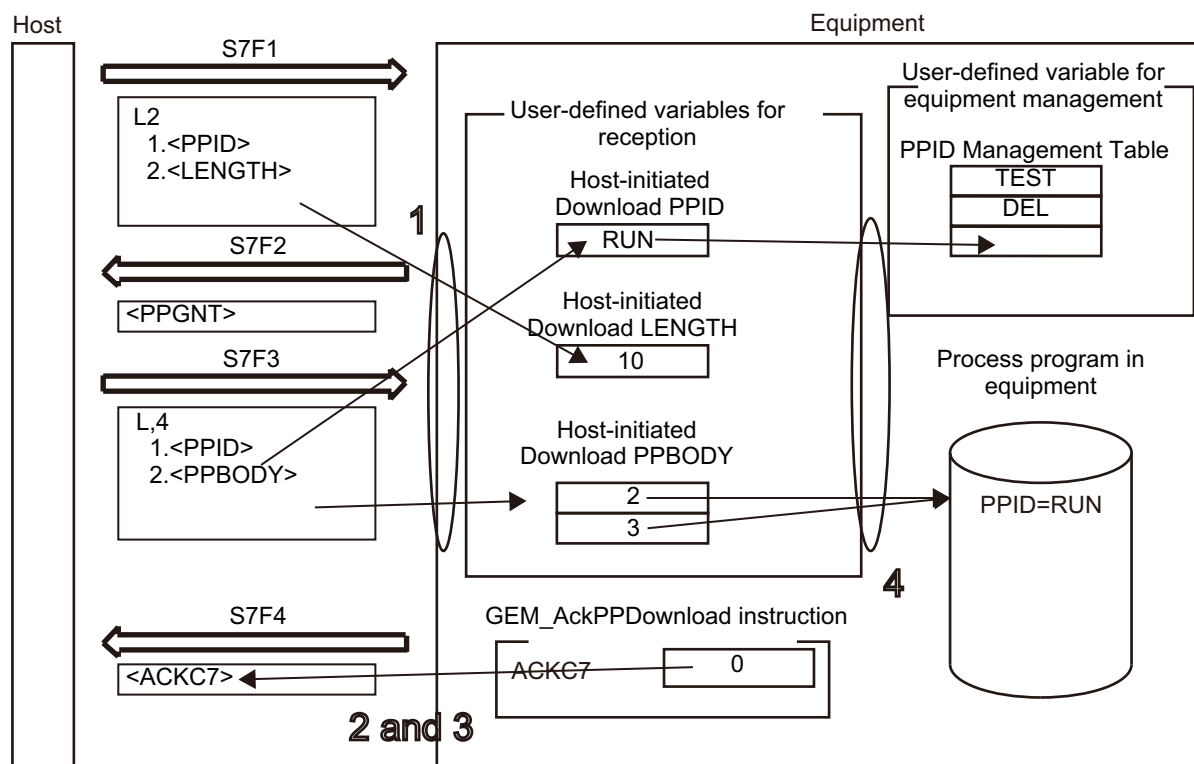 Host
Equipment
S7F1
L2
1.<PPID>
2.<LENGTH>
1
S7F2
<PPGNT>
S7F3
L,4
1.<PPID>
2.<PPBODY>
S7F4
<ACKC7>
2 and 3
User-defined variables for
reception
Host-initiated
Download PPID
RUN
Host-initiated
Download LENGTH
10
Host-initiated
Download PPBODY
2
3
GEM_AckPPDownload instruction
ACKC7
0
4
User-defined variable for
equipment management
PPID Management Table
TEST
DEL
Process program in
equipment
PPID=RUN